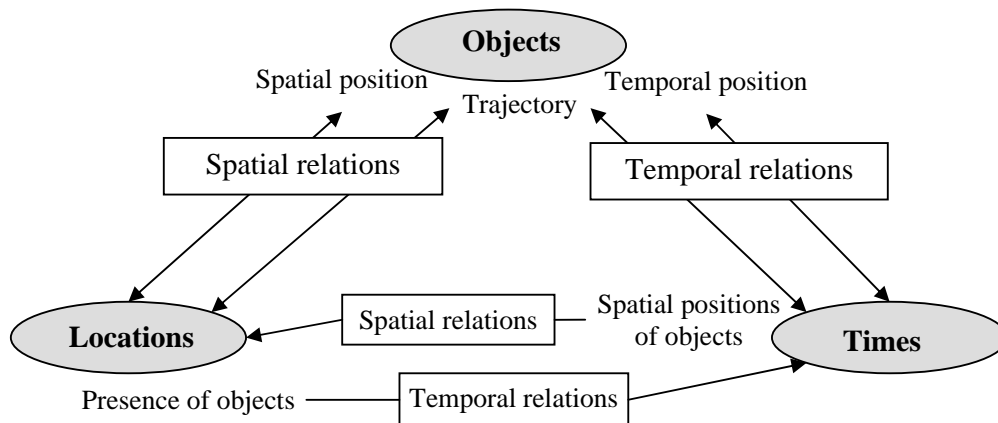 Objects
Spatial position
Temporal position
Trajectory
Spatial relations
Temporal relations
Spatial relations
Spatial positions
of objects
Locations
Times
Presence of objects
Temporal relations